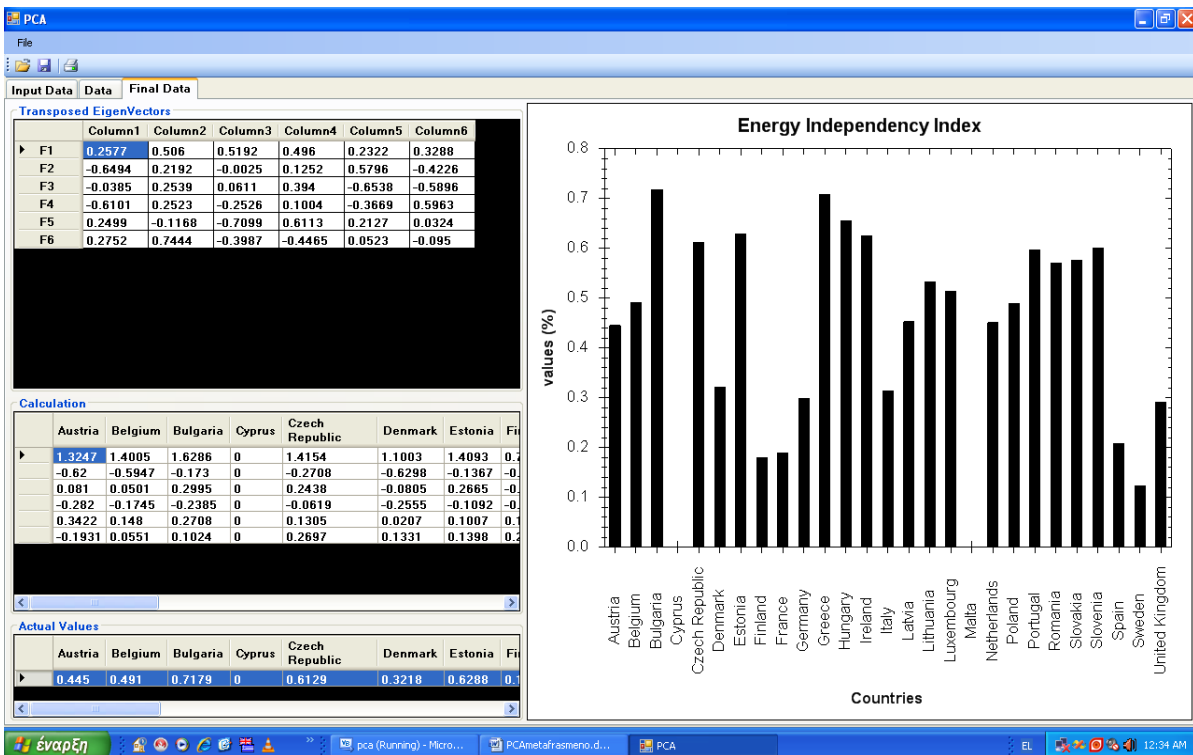 PCA
File
Input Data Data Final Data
Transposed EigenVectors
Column1 Column2 Column3 Column4 Column5 Column6
F1 0.2577 0.506 0.5192 0.496 0.2322 0.3288
F2 -0.6494 0.2192 -0.0025 0.1252 0.5796 -0.4226
F3 -0.0385 0.2539 0.0611 0.394 -0.6538 -0.5896
F4 -0.6101 0.2523 -0.2526 0.1004 -0.3669 0.5963
F5 0.2499 -0.1168 -0.7099 0.6113 0.2127 0.0324
F6 0.2752 0.7444 -0.3987 -0.4465 0.0523 -0.095
Calculation
Austria Belgium Bulgaria Cyprus Czech Republic Denmark Estonia Fi
1.3247 1.4005 1.6286 0 1.4154 1.1003 1.4093 0.7
-0.62 -0.5947 -0.173 0 -0.2708 -0.6298 -0.1367 -0.
0.081 0.0501 0.2995 0 0.2438 -0.0805 0.2665 -0.
-0.282 -0.1745 -0.2385 0 -0.0619 -0.2555 -0.1092 -0.
0.3422 0.148 0.2708 0 0.1305 0.0207 0.1007 0.1
-0.1931 0.0551 0.1024 0 0.2697 0.1331 0.1398 0.2
Actual Values
Austria Belgium Bulgaria Cyprus Czech Republic Denmark Estonia Fi
0.445 0.491 0.7179 0 0.6129 0.3218 0.6288 0.1
Energy Independency Index
values (%)
0.8
0.7
0.6
0.5
0.4
0.3
0.2
0.1
0.0
Austria
Belgium
Bulgaria
Cyprus
Czech Republic
Denmark
Estonia
Finland
France
Germany
Greece
Hungary
Ireland
Italy
Latvia
Lithuania
Luxembourg
Malta
Netherlands
Poland
Portugal
Romania
Slovakia
Slovenia
Spain
Sweden
United Kingdom
Countries
έναρξη
»
pca (Running) - Micro...
PCAmetafrasmeno.d...
PCA
EL
12:34 AM